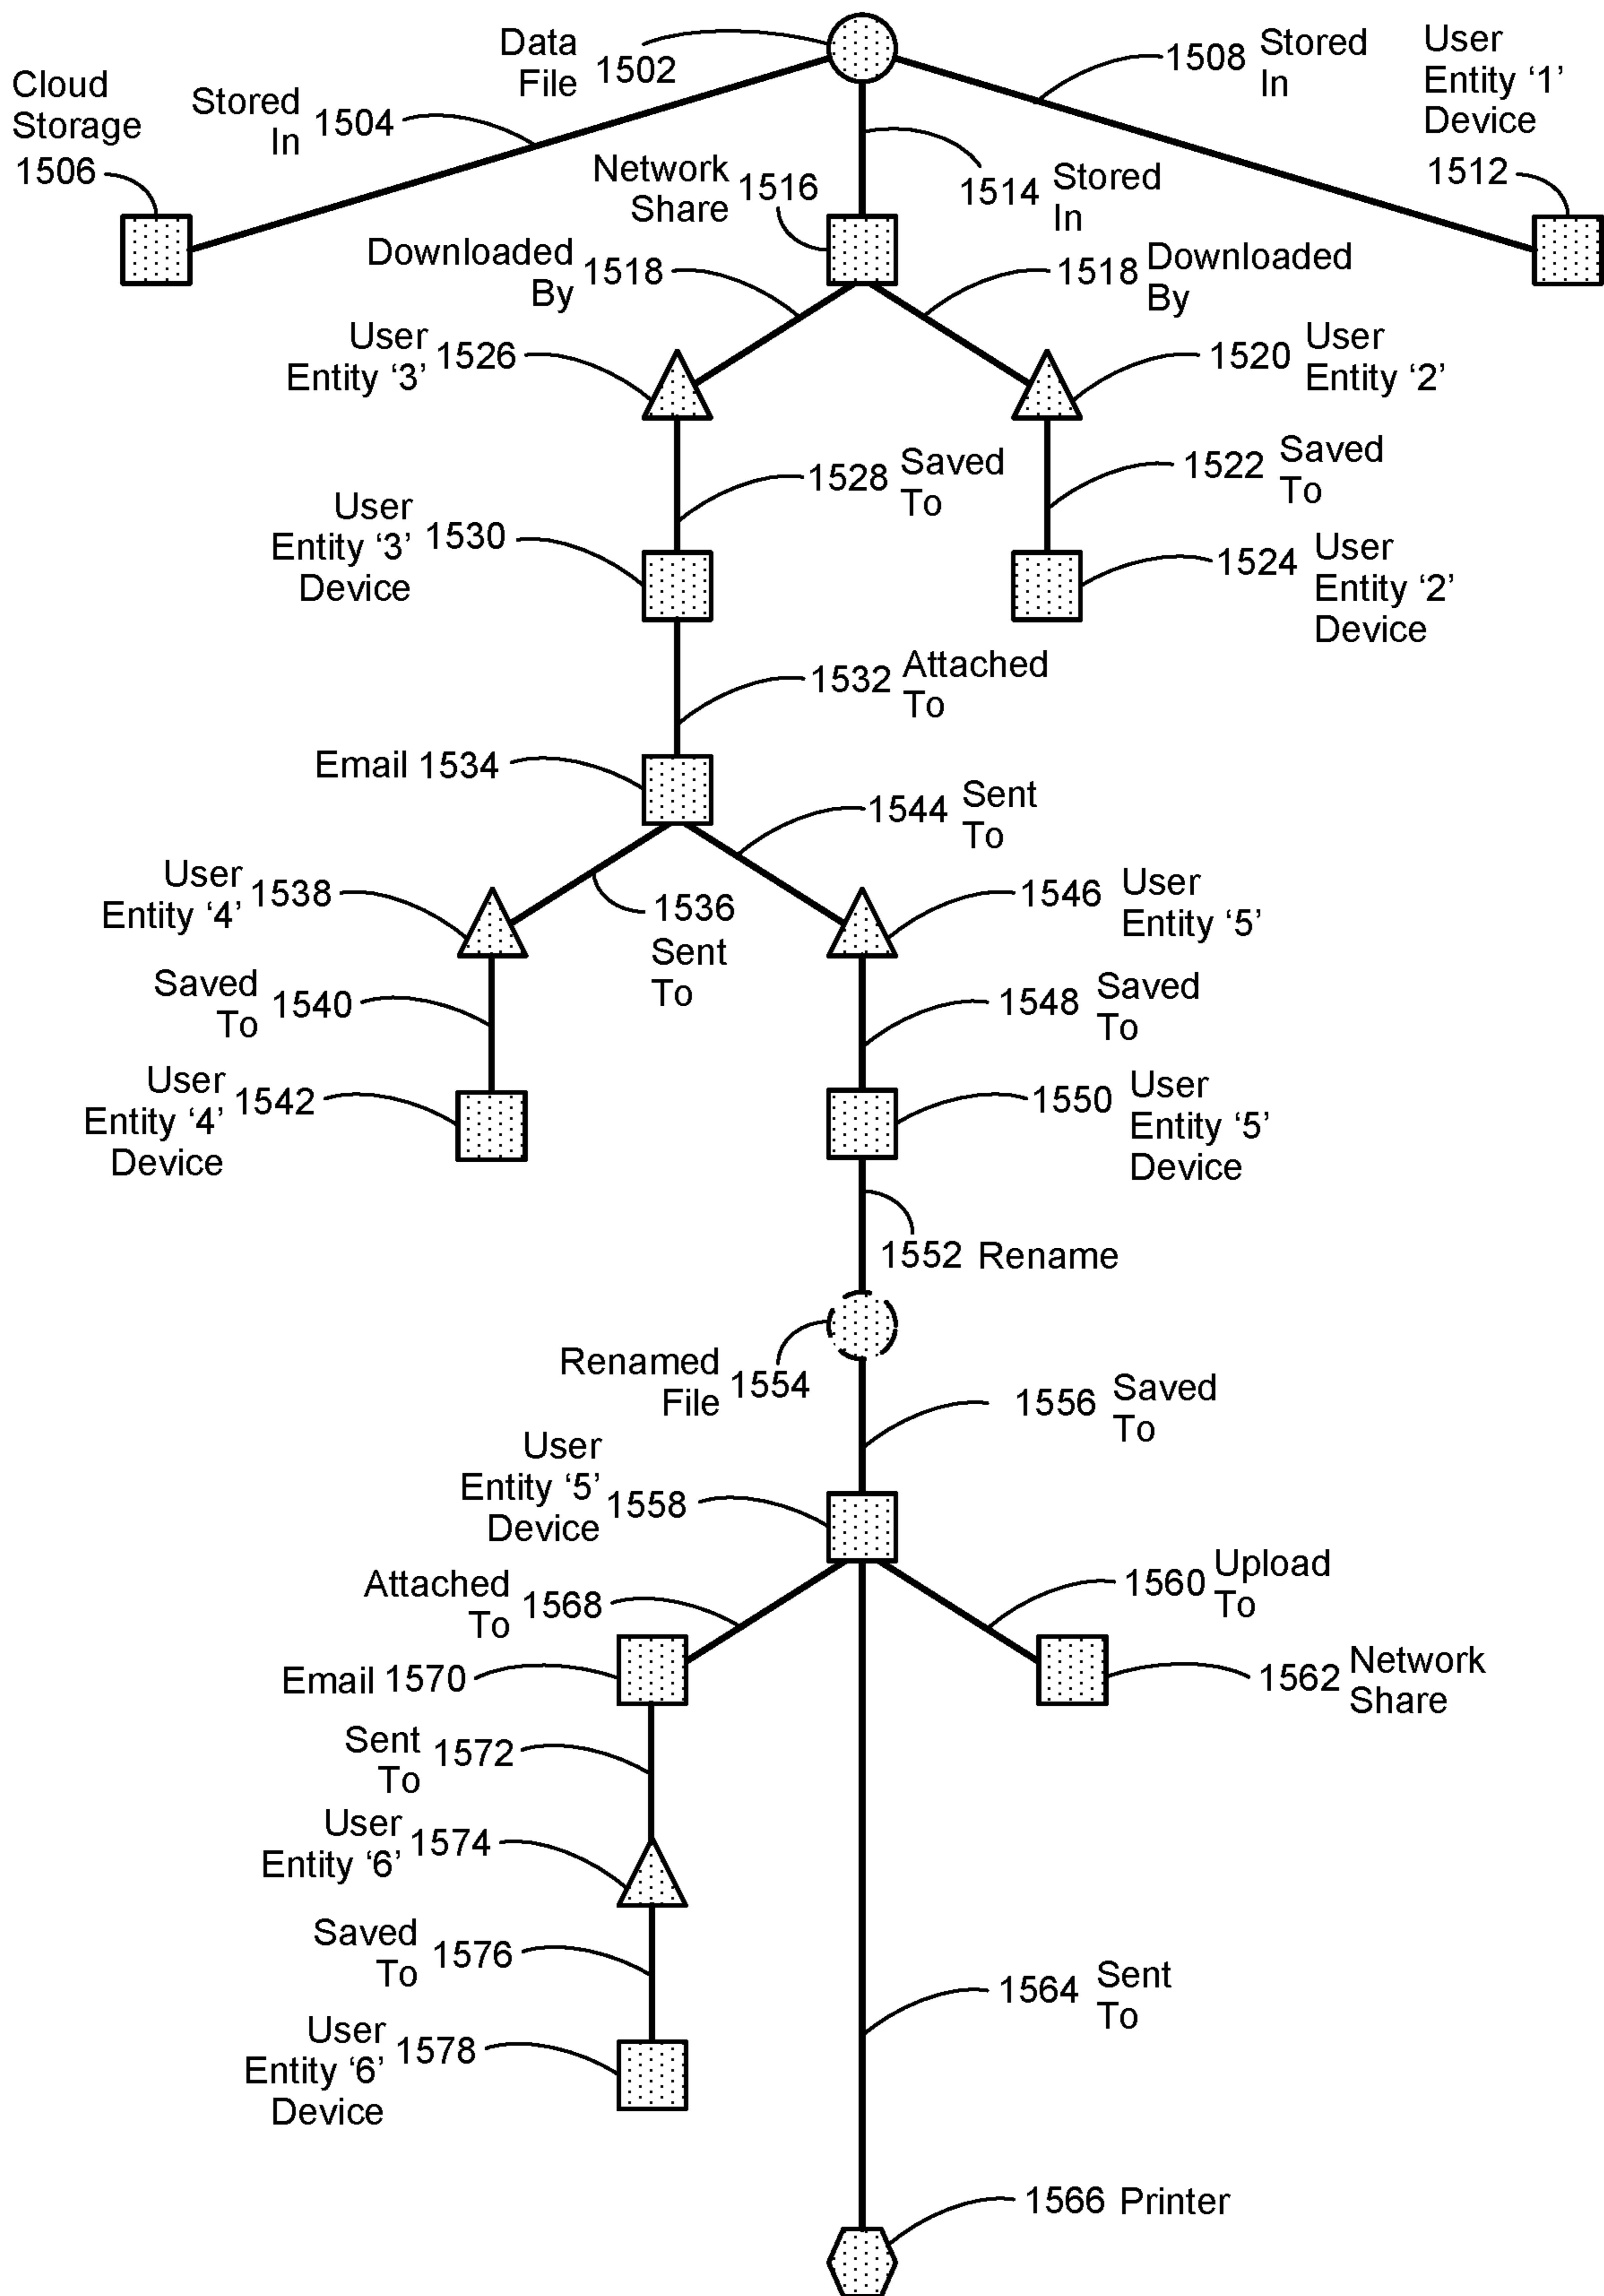 Data
File 1502
1508 Stored
In
User
Entity ‘1’
Device
1512
Cloud
Storage
1506
Stored
In 1504
Network
Share 1516
1514 Stored
In
Downloaded
By 1518
1518 Downloaded
By
User
Entity ‘3’ 1526
1520 User
Entity ‘2’
1528 Saved
To
1522 Saved
To
User
Entity ‘3’ 1530
Device
1524 User
Entity ‘2’
Device
1532 Attached
To
Email 1534
1544 Sent
To
User
Entity ‘4’ 1538
1536
Sent
To
1546 User
Entity ‘5’
Saved
To 1540
1548 Saved
To
User
Entity ‘4’ 1542
Device
1550 User
Entity ‘5’
Device
1552 Rename
Renamed
File 1554
1556 Saved
To
User
Entity ‘5’ 1558
Device
Attached
To 1568
1560 Upload
To
Email 1570
1562 Network
Share
Sent
To 1572
User
Entity ‘6’ 1574
Saved
To 1576
1564 Sent
To
User
Entity ‘6’ 1578
Device
1566 Printer